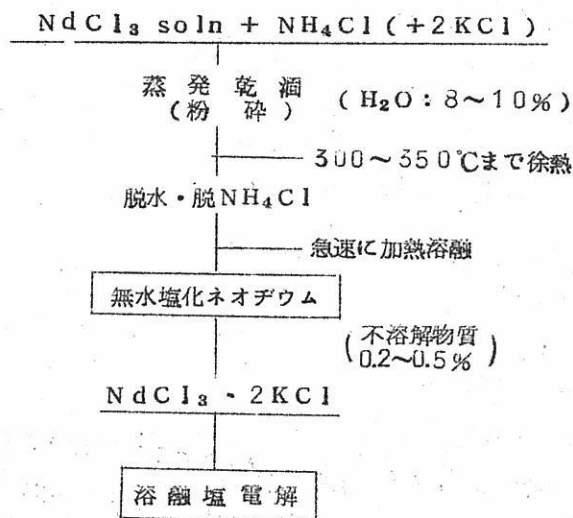 NdCl₃ soln + NH₄Cl (+2KCl)
蒸発乾涸 (H₂O : 8~10%)
(粉砕)
300~350℃まで徐熱
脱水・脱NH₄Cl
急速に加熱溶融
無水塩化ネオヂウム
(不溶解物質
0.2~0.5%)
NdCl₃・2KCl
溶融塩電解